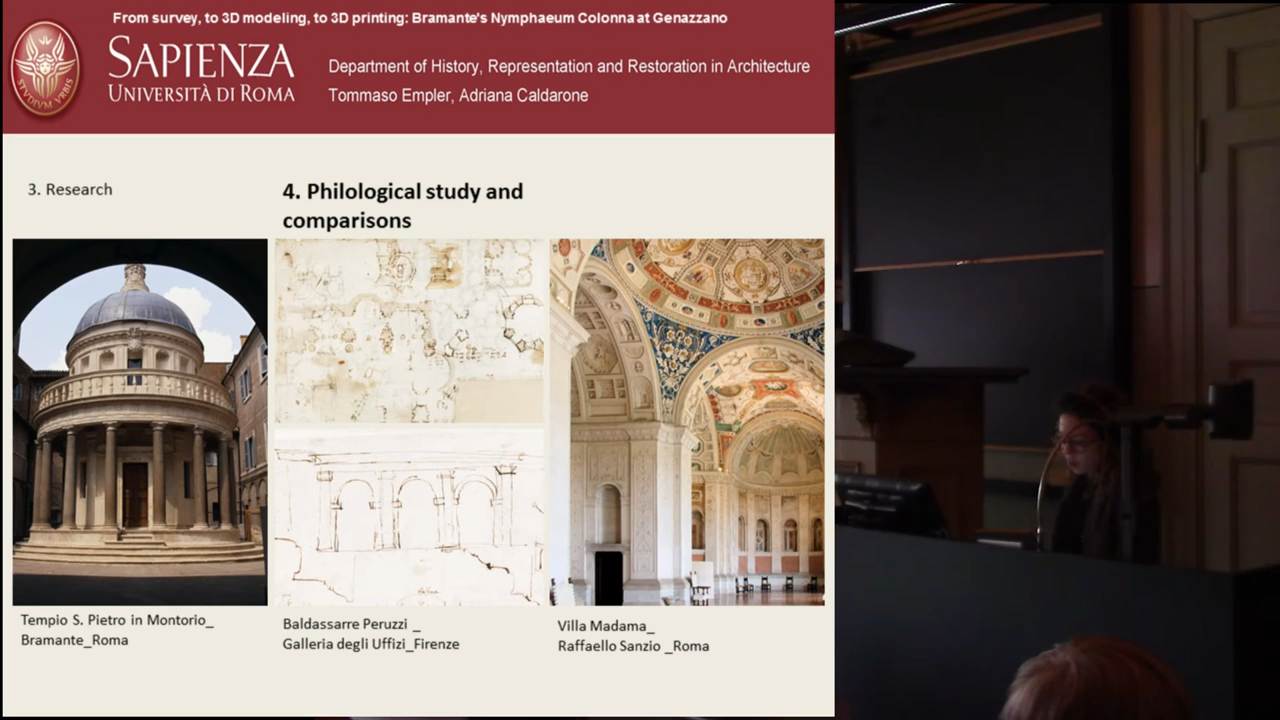 From survey, to 3D modeling, to 3D printing: Bramante's Nymphaeum Colonna at Genazzano
SAPIENZA
UNIVERSITÀ DI ROMA
STVDIVM VRBIS
Department of History, Representation and Restoration in Architecture
Tommaso Empler, Adriana Caldarone
3. Research
4. Philological study and
comparisons
Tempio S. Pietro in Montorio_
Bramante_Roma
Baldassarre Peruzzi _
Galleria degli Uffizi_Firenze
Villa Madama_
Raffaello Sanzio _Roma